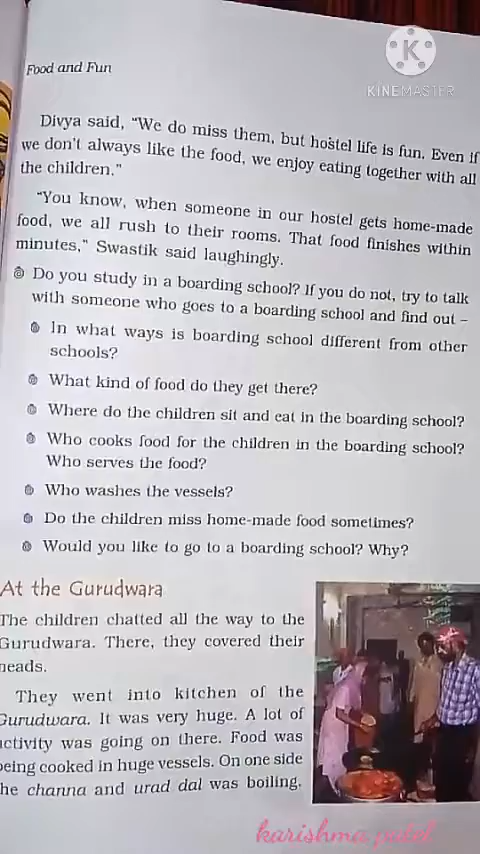 K
KINEMASTER
Food and Fun
Divya said, "We do miss them, but hostel life is fun. Even if
we don't always like the food, we enjoy eating together with all
the children."
"You know, when someone in our hostel gets home-made
food, we all rush to their rooms. That food finishes within
minutes," Swastik said laughingly.
Do you study in a boarding school? If you do not, try to talk
with someone who goes to a boarding school and find out –
In what ways is boarding school different from other
schools?
What kind of food do they get there?
Where do the children sit and eat in the boarding school?
Who cooks food for the children in the boarding school?
Who serves the food?
Who washes the vessels?
Do the children miss home-made food sometimes?
Would you like to go to a boarding school? Why?
At the Gurudwara
The children chatted all the way to the
Gurudwara. There, they covered their
heads.
They went into kitchen of the
Gurudwara. It was very huge. A lot of
activity was going on there. Food was
being cooked in huge vessels. On one side
the channa and urad dal was boiling.
karishma patel